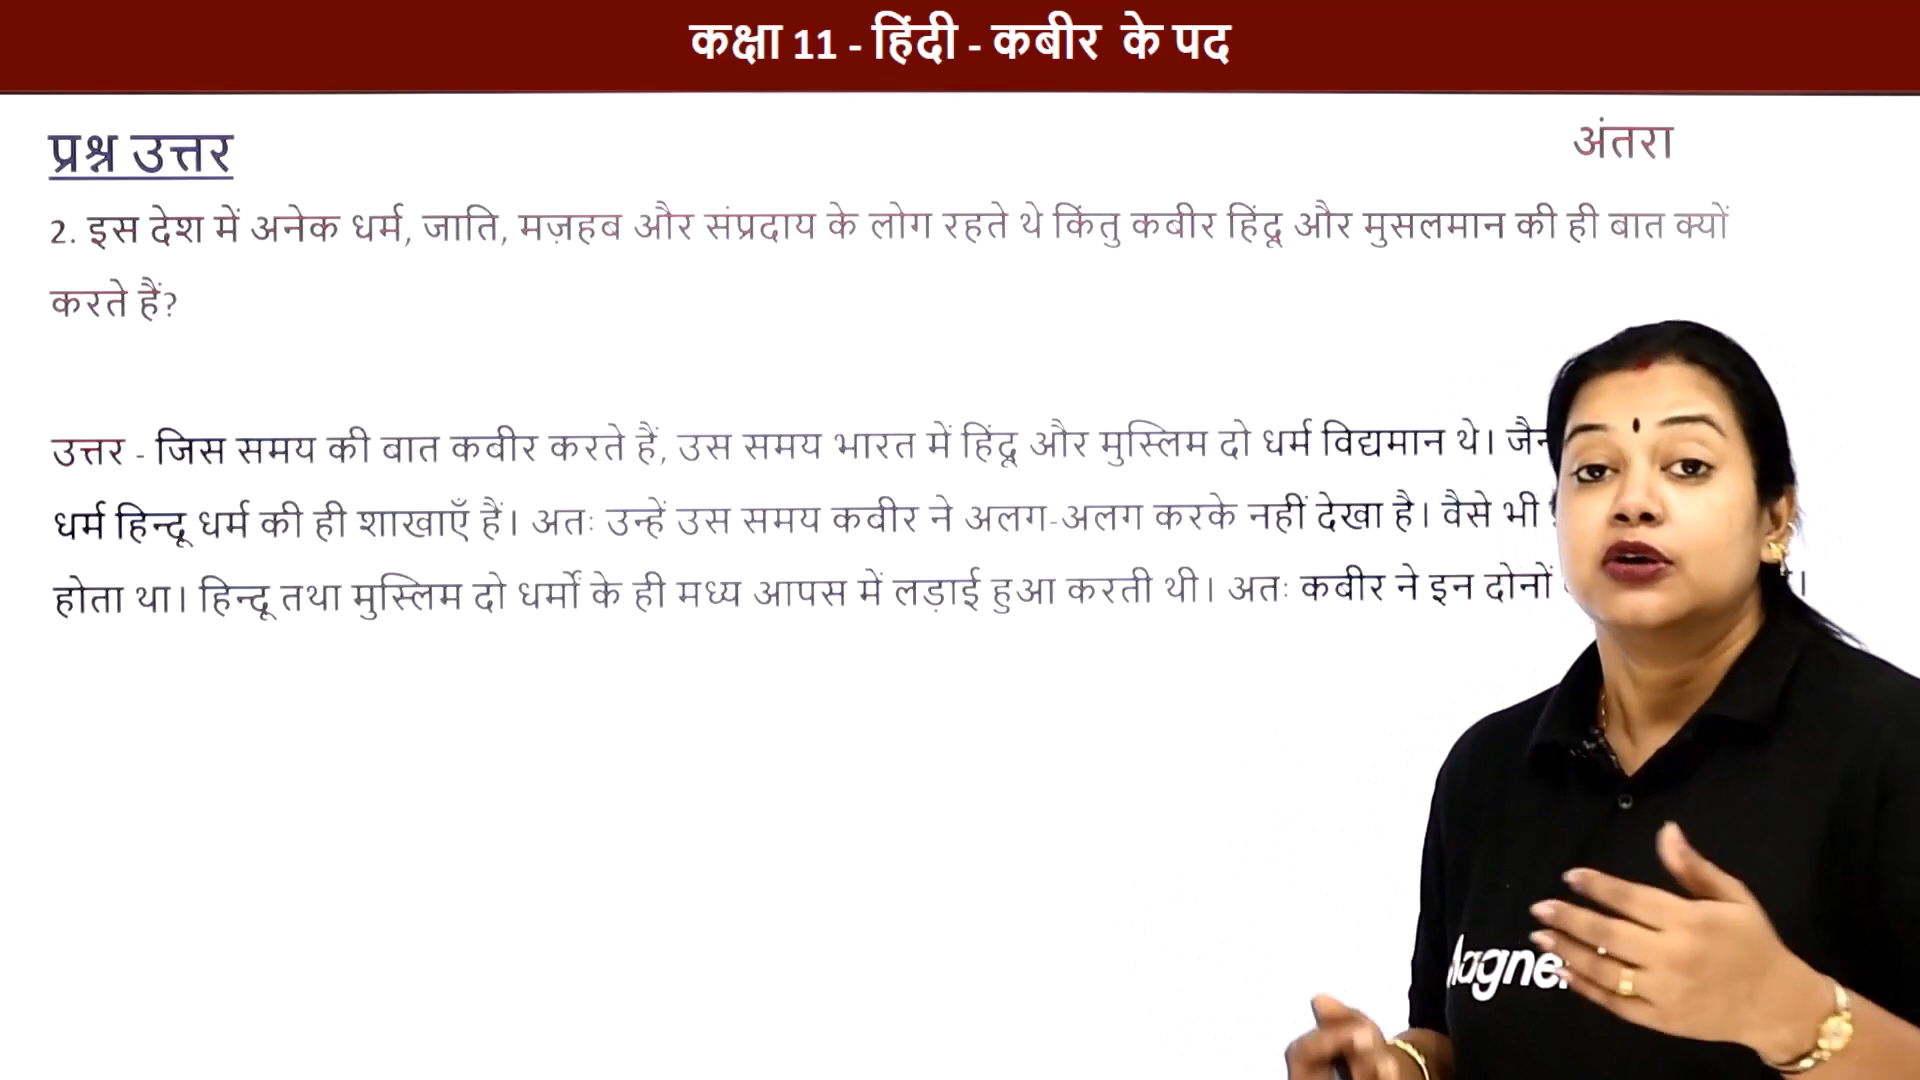 कक्षा 11 - हिंदी - कबीर के पद
प्रश्न उत्तर
अंतरा
2. इस देश में अनेक धर्म, जाति, मज़हब और संप्रदाय के लोग रहते थे किंतु कबीर हिंदू और मुसलमान की ही बात क्यों
करते हैं?
उत्तर - जिस समय की बात कबीर करते हैं, उस समय भारत में हिंदू और मुस्लिम दो धर्म विद्यमान थे।
धर्म हिन्दू धर्म की ही शाखाएँ हैं। अतः उन्हें उस समय कबीर ने अलग-अलग करके नहीं देखा है। वैसे भी
होता था। हिन्दू तथा मुस्लिम दो धर्मों के ही मध्य आपस में लड़ाई हुआ करती थी। अतः कबीर ने इन दोनों